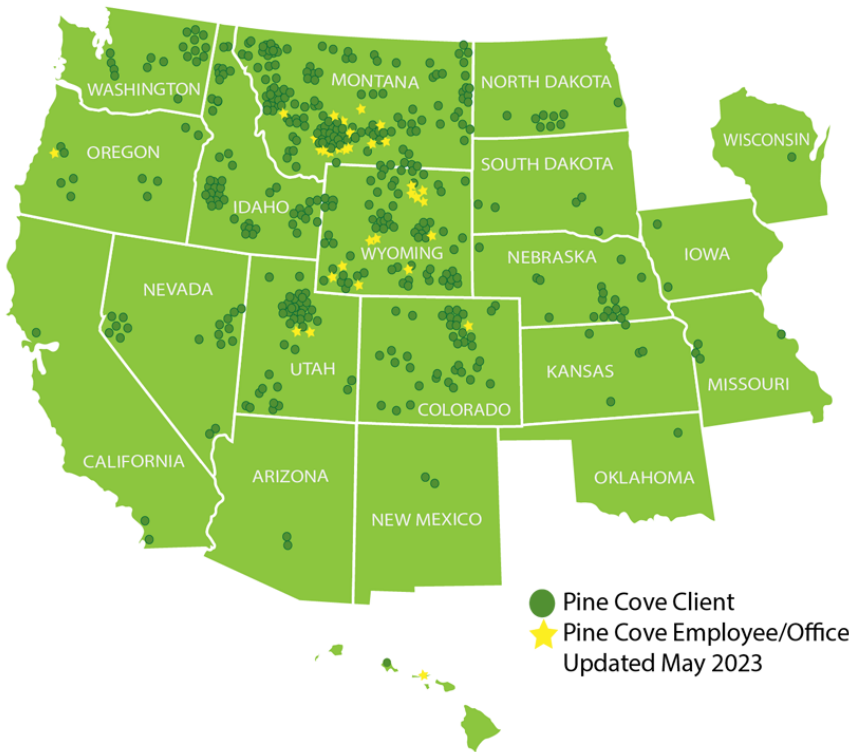 WASHINGTON
MONTANA
NORTH DAKOTA
OREGON
IDAHO
SOUTH DAKOTA
WISCONSIN
WYOMING
NEBRASKA
IOWA
NEVADA
UTAH
COLORADO
KANSAS
MISSOURI
CALIFORNIA
ARIZONA
NEW MEXICO
OKLAHOMA
Pine Cove Client
Pine Cove Employee/Office
Updated May 2023